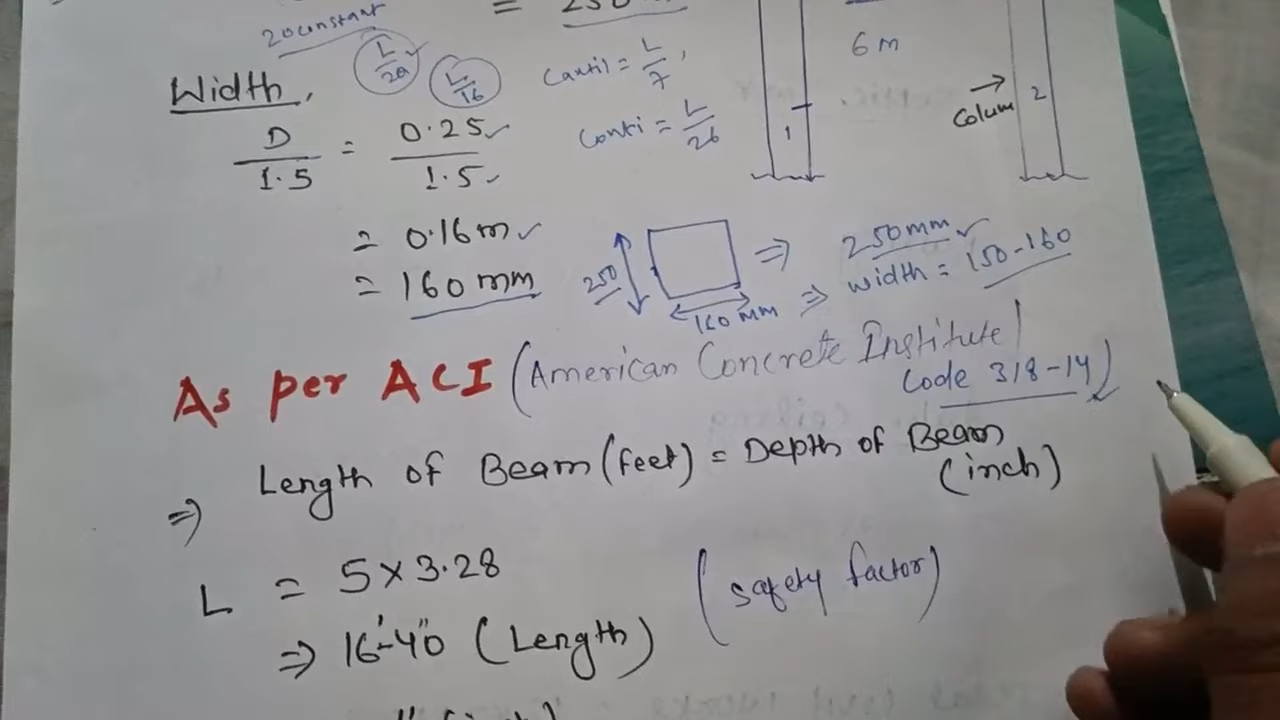 20 constant
L/20
L/16
Cantil = L/7
6 m
Width,
D/1.5 = 0.25/1.5
Conti = L/26
1
Colum
2
= 0.16m
= 160 mm
250
160 mm
⇒ 250mm
⇒ width = 150-160
As per ACI (American Concrete Institute
Code 318-14)
⇒ Length of Beam (feet) = Depth of Beam
(inch)
L = 5×3.28
(safety factor)
⇒ 16'-40" (Length)